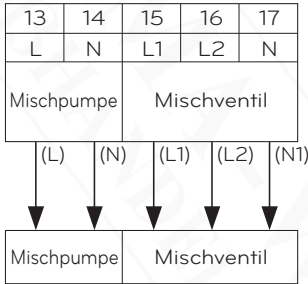 13 14 15 16 17
L N L1 L2 N
Mischpumpe Mischventil
(L) (N) (L1) (L2) (N1)
Mischpumpe Mischventil